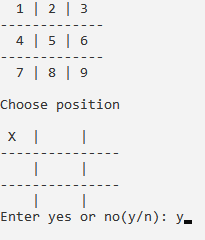 1 | 2 | 3
-------------
4 | 5 | 6
-------------
7 | 8 | 9
Choose position
X | |
---------------
| |
---------------
| |
Enter yes or no(y/n): y